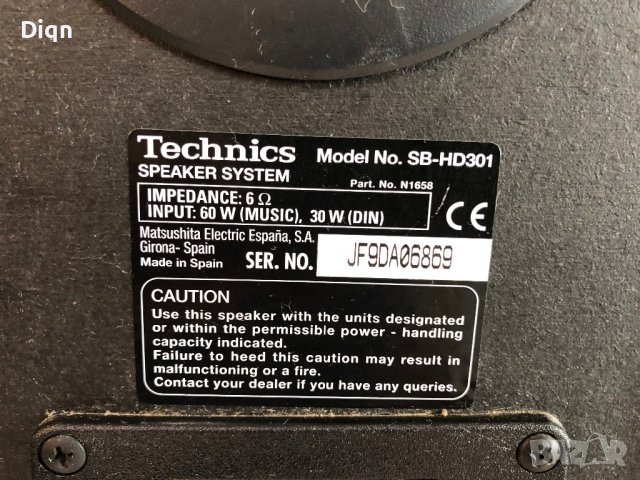 Diqn
Technics Model No. SB-HD301
SPEAKER SYSTEM Part. No. N1658
IMPEDANCE: 6 Ω
INPUT: 60 W (MUSIC), 30 W (DIN)
CE
Matsushita Electric España, S.A.
Girona- Spain
Made in Spain SER. NO. JF9DA06869
CAUTION
Use this speaker with the units designated
or within the permissible power - handling
capacity indicated.
Failure to heed this caution may result in
malfunctioning or a fire.
Contact your dealer if you have any queries.
BAZAR.BG